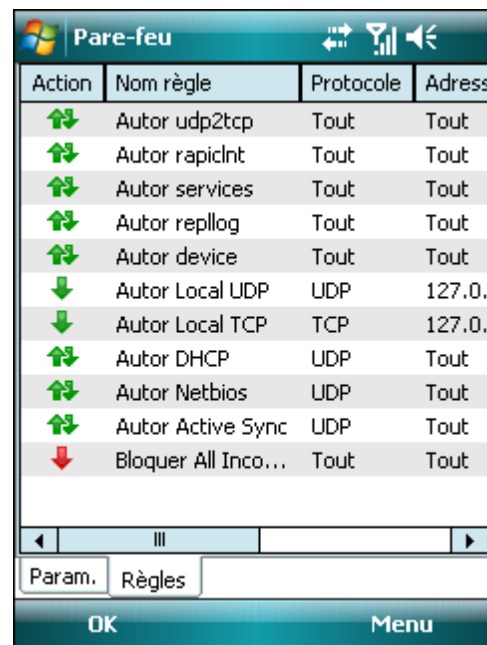 Pare-feu
Action Nom règle Protocole Adress
Autor udp2tcp Tout Tout
Autor rapiclnt Tout Tout
Autor services Tout Tout
Autor repllog Tout Tout
Autor device Tout Tout
Autor Local UDP UDP 127.0.
Autor Local TCP TCP 127.0.
Autor DHCP UDP Tout
Autor Netbios UDP Tout
Autor Active Sync UDP Tout
Bloquer All Inco... Tout Tout
Param. Règles
OK Menu